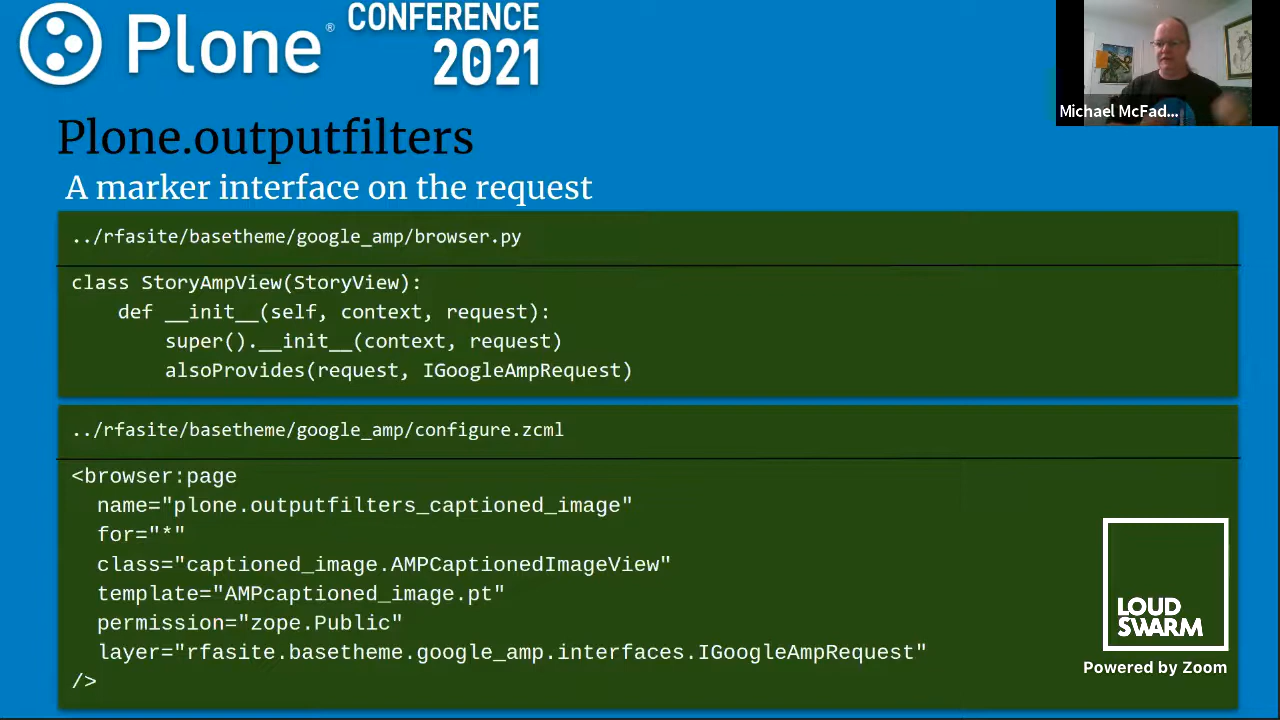 Plone® CONFERENCE
2021
Michael McFad...
Plone.outputfilters
A marker interface on the request
../rfasite/basetheme/google_amp/browser.py
class StoryAmpView(StoryView):
def __init__(self, context, request):
super().__init__(context, request)
alsoProvides(request, IGoogleAmpRequest)
../rfasite/basetheme/google_amp/configure.zcml
<browser:page
name="plone.outputfilters_captioned_image"
for="*"
class="captioned_image.AMPCaptionedImageView"
template="AMPcaptioned_image.pt"
permission="zope.Public"
layer="rfasite.basetheme.google_amp.interfaces.IGoogleAmpRequest"
/>
LOUD
SWARM
Powered by Zoom